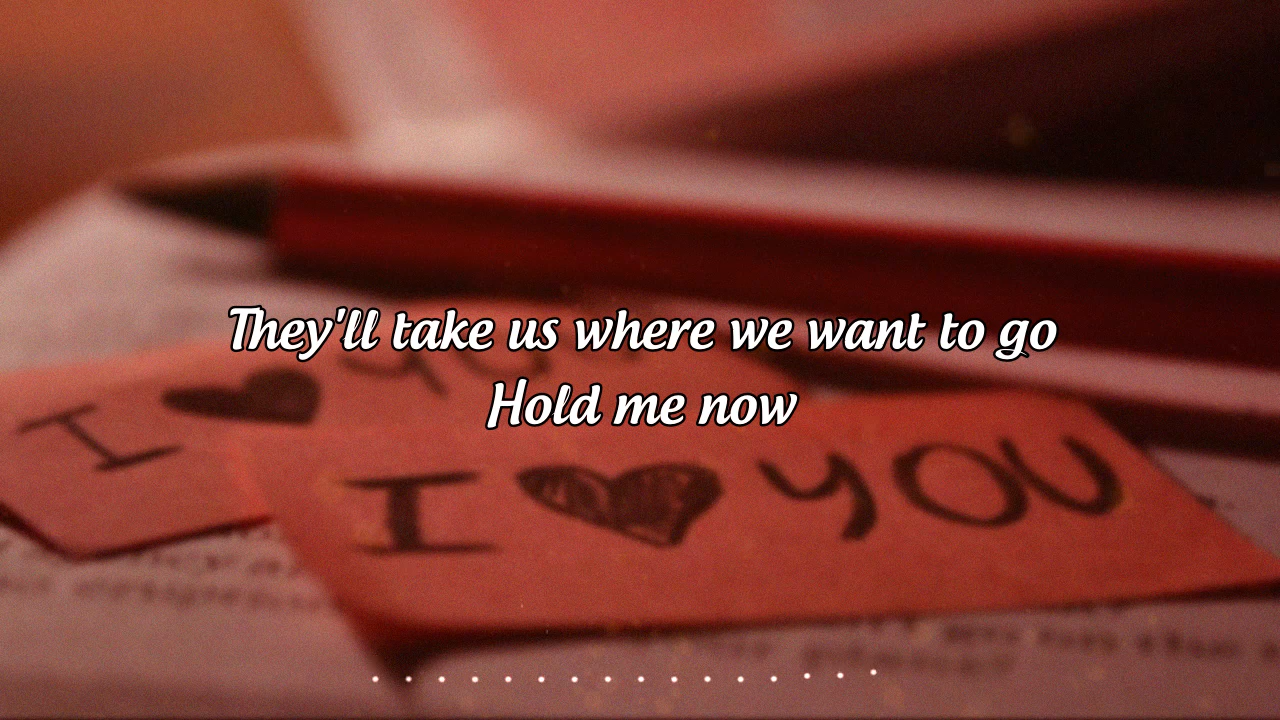 They'll take us where we want to go
Hold me now
I ♥ YOU
I ♥ YOU